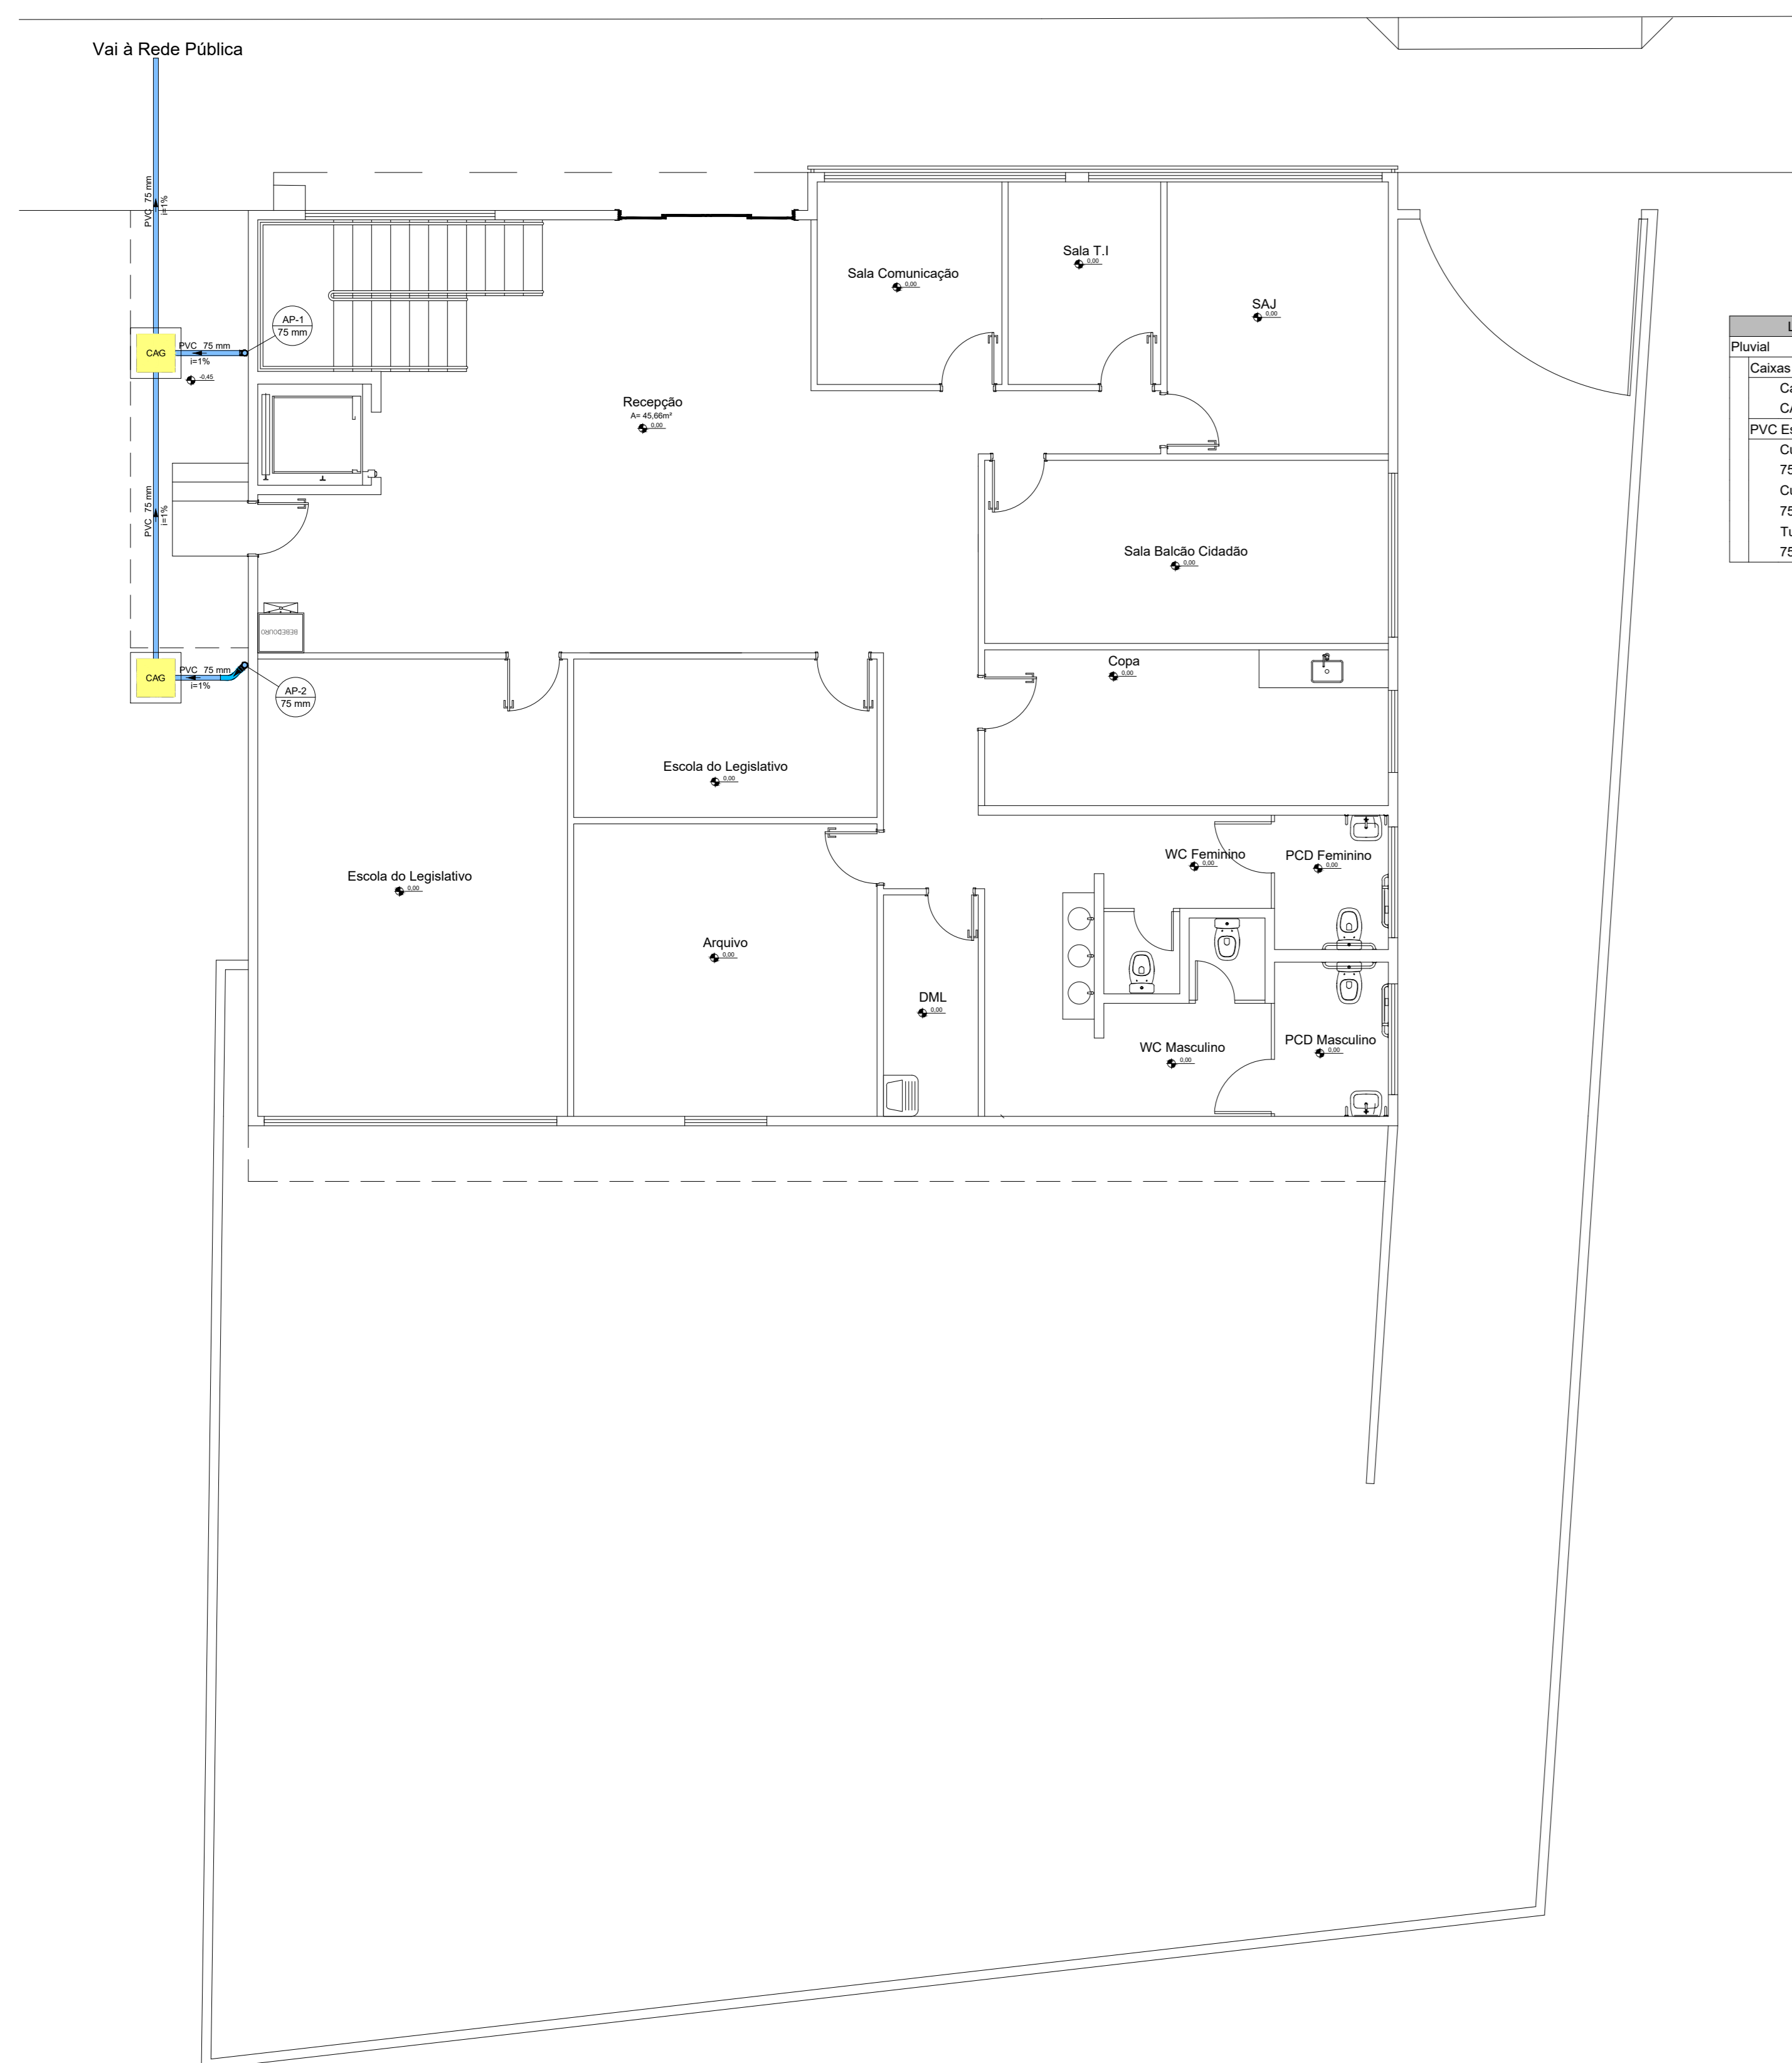 Vai à Rede Pública
PVC 75 mm
i=1%
Sala T.I
0,00
Sala Comunicação
0,00
SAJ
0,00
AP-1
75 mm
CAG
PVC 75 mm
i=1%
-0,45
Pluvial
Caixas
Recepção
A= 45,66m²
0,00
PVC
75
75
PVC 75 mm
i=1%
Sala Balcão Cidadão
0,00
BEBEDOURO
Copa
0,00
CAG
PVC 75 mm
i=1%
AP-2
75 mm
Escola do Legislativo
0,00
WC Feminino
0,00
PCD Feminino
0,00
Escola do Legislativo
0,00
Arquivo
0,00
DML
0,00
WC Masculino
0,00
PCD Masculino
0,00